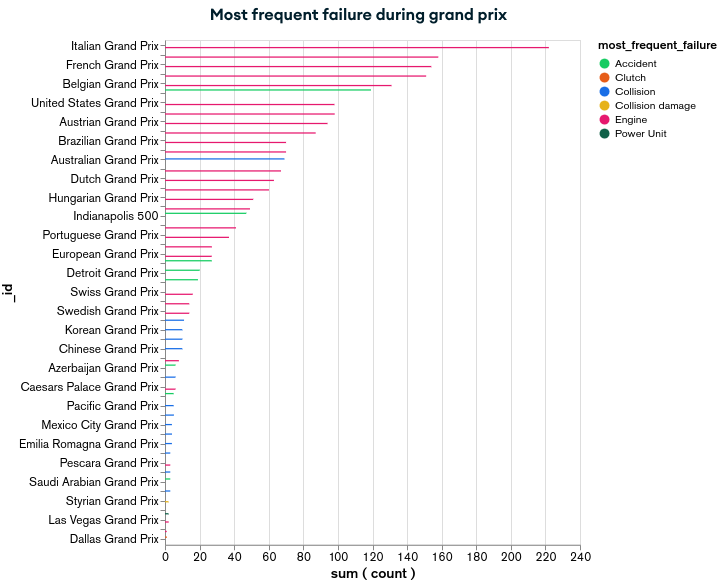 Most frequent failure during grand prix
Italian Grand Prix
French Grand Prix
Belgian Grand Prix
United States Grand Prix
Austrian Grand Prix
Brazilian Grand Prix
Australian Grand Prix
Dutch Grand Prix
Hungarian Grand Prix
Indianapolis 500
Portuguese Grand Prix
European Grand Prix
Detroit Grand Prix
Swiss Grand Prix
Swedish Grand Prix
Korean Grand Prix
Chinese Grand Prix
Azerbaijan Grand Prix
Caesars Palace Grand Prix
Pacific Grand Prix
Mexico City Grand Prix
Emilia Romagna Grand Prix
Pescara Grand Prix
Saudi Arabian Grand Prix
Styrian Grand Prix
Las Vegas Grand Prix
Dallas Grand Prix
_id
0 20 40 60 80 100 120 140 160 180 200 220 240
sum ( count )
most_frequent_failure
Accident
Clutch
Collision
Collision damage
Engine
Power Unit